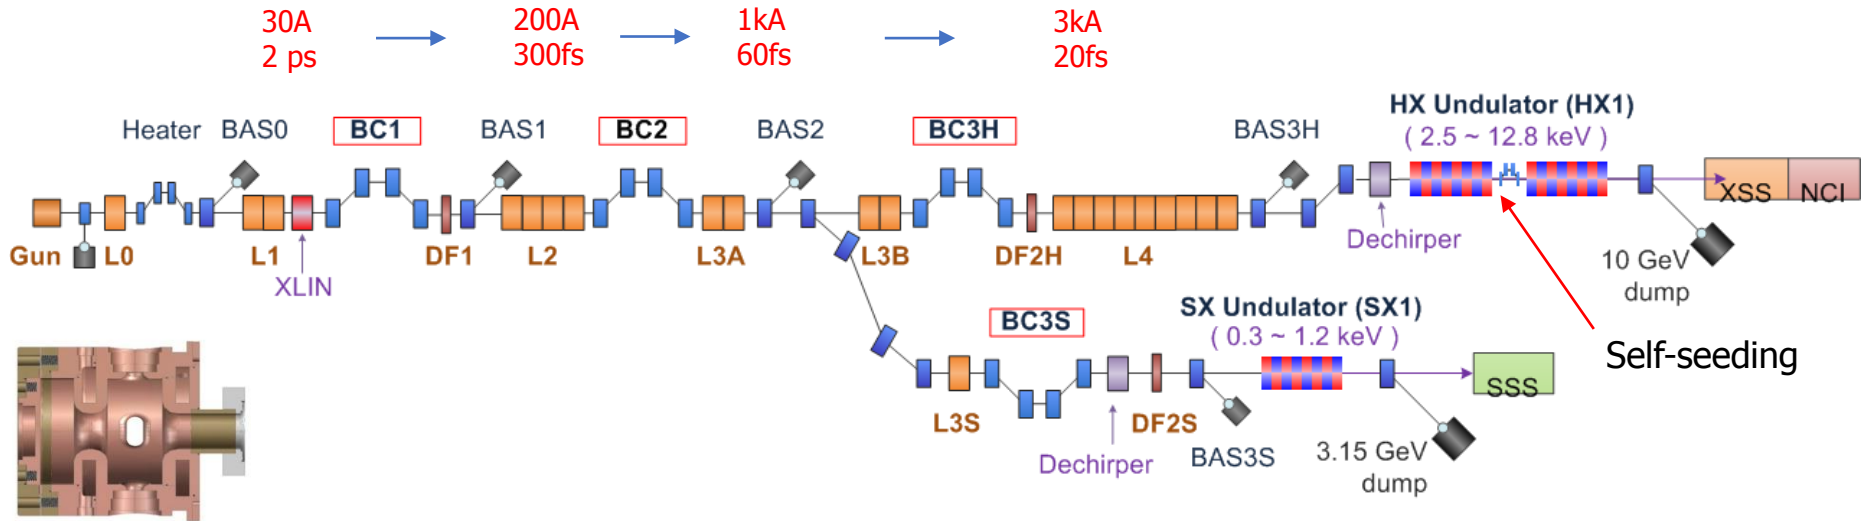 30A
2 ps
200A
300fs
1kA
60fs
3kA
20fs
HX Undulator (HX1)
( 2.5 ~ 12.8 keV )
Heater
BAS0
BC1
BAS1
BC2
BAS2
BC3H
BAS3H
XSS
NCI
Gun
L0
L1
XLIN
DF1
L2
L3A
L3B
DF2H
L4
Dechirper
10 GeV
dump
SX Undulator (SX1)
( 0.3 ~ 1.2 keV )
BC3S
Self-seeding
SSS
L3S
Dechirper
DF2S
BAS3S
3.15 GeV
dump